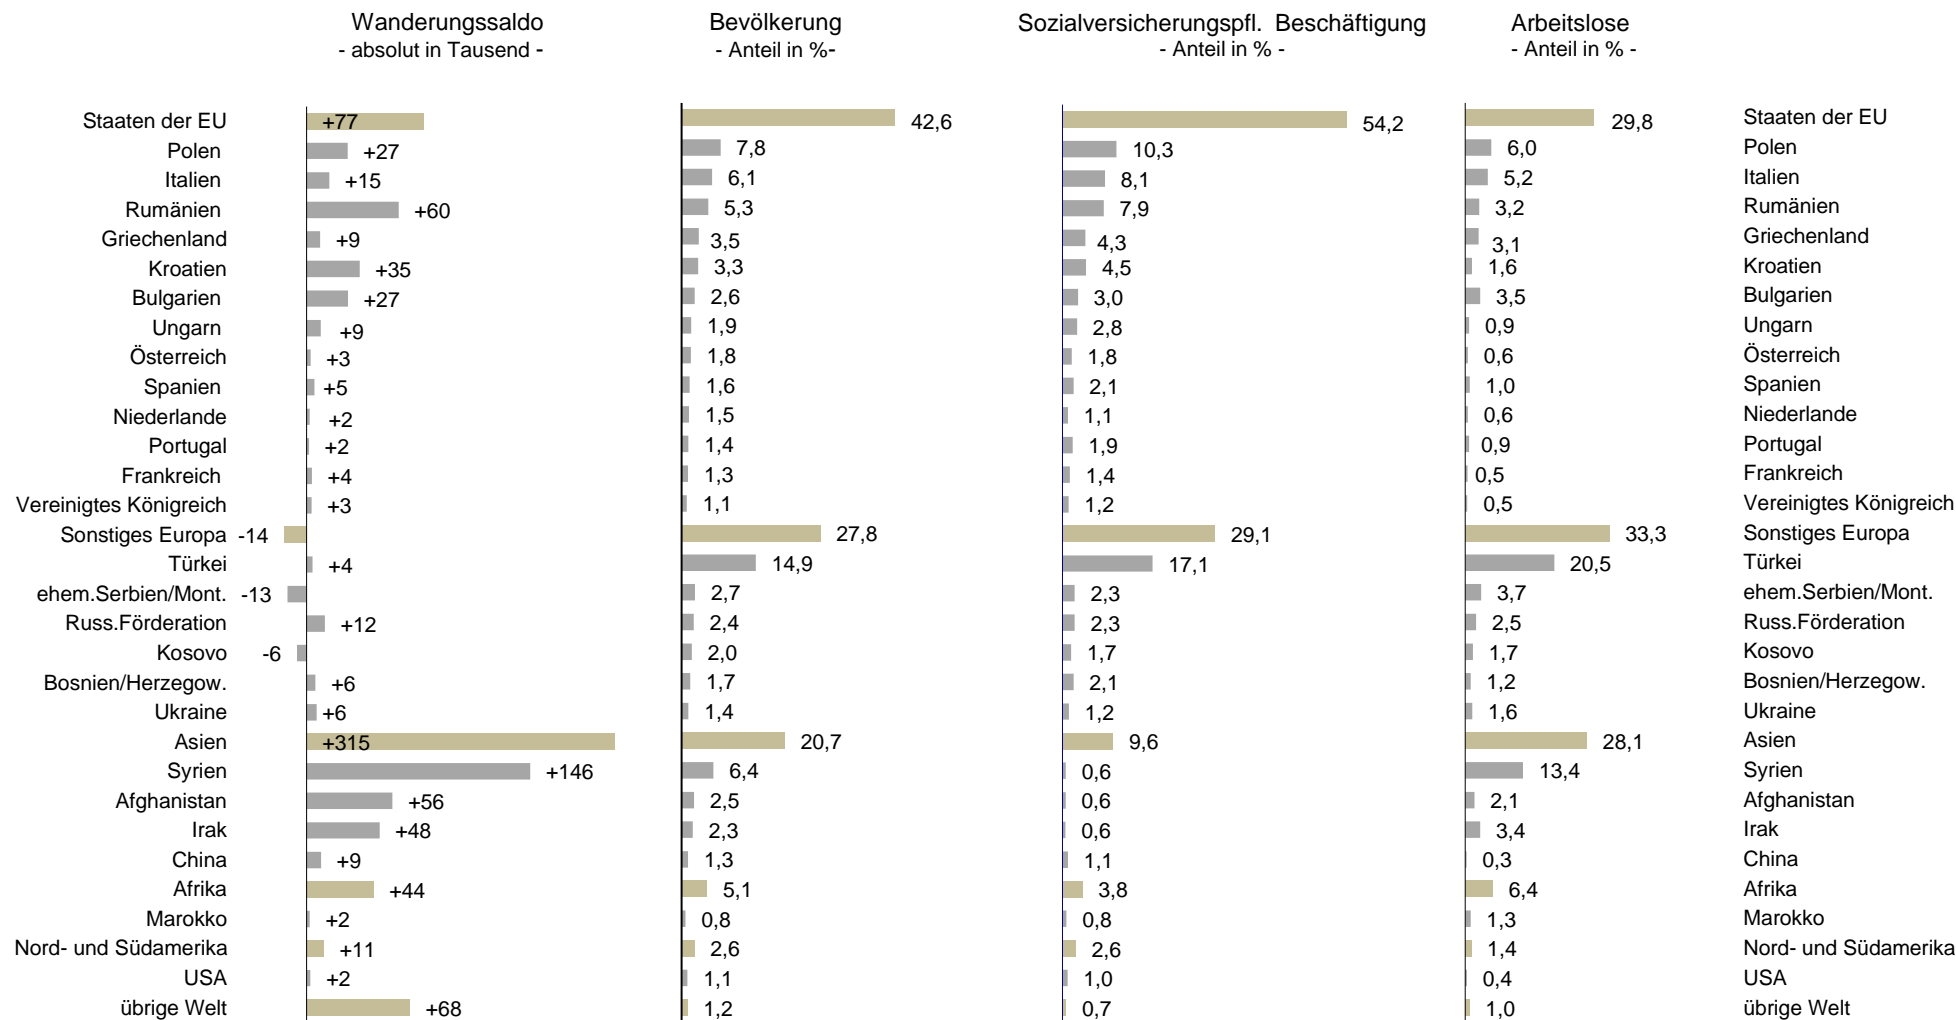 Wanderungssaldo Bevölkerung Sozialversicherungspfl. Beschäftigung Arbeitslose
- absolut in Tausend - - Anteil in %- - Anteil in % - - Anteil in % -
Staaten der EU +77 42,6 54,2 29,8 Staaten der EU
Polen +27 7,8 10,3 6,0 Polen
Italien +15 6,1 8,1 5,2 Italien
Rumänien +60 5,3 7,9 3,2 Rumänien
Griechenland +9 3,5 4,3 3,1 Griechenland
Kroatien +35 3,3 4,5 1,6 Kroatien
Bulgarien +27 2,6 3,0 3,5 Bulgarien
Ungarn +9 1,9 2,8 0,9 Ungarn
Österreich +3 1,8 1,8 0,6 Österreich
Spanien +5 1,6 2,1 1,0 Spanien
Niederlande +2 1,5 1,1 0,6 Niederlande
Portugal +2 1,4 1,9 0,9 Portugal
Frankreich +4 1,3 1,4 0,5 Frankreich
Vereinigtes Königreich +3 1,1 1,2 0,5 Vereinigtes Königreich
Sonstiges Europa -14 27,8 29,1 33,3 Sonstiges Europa
Türkei +4 14,9 17,1 20,5 Türkei
ehem.Serbien/Mont. -13 2,7 2,3 3,7 ehem.Serbien/Mont.
Russ.Förderation +12 2,4 2,3 2,5 Russ.Förderation
Kosovo -6 2,0 1,7 1,7 Kosovo
Bosnien/Herzegow. +6 1,7 2,1 1,2 Bosnien/Herzegow.
Ukraine +6 1,4 1,2 1,6 Ukraine
Asien +315 20,7 9,6 28,1 Asien
Syrien +146 6,4 0,6 13,4 Syrien
Afghanistan +56 2,5 0,6 2,1 Afghanistan
Irak +48 2,3 0,6 3,4 Irak
China +9 1,3 1,1 0,3 China
Afrika +44 5,1 3,8 6,4 Afrika
Marokko +2 0,8 0,8 1,3 Marokko
Nord- und Südamerika +11 2,6 2,6 1,4 Nord- und Südamerika
USA +2 1,1 1,0 0,4 USA
übrige Welt +68 1,2 0,7 1,0 übrige Welt